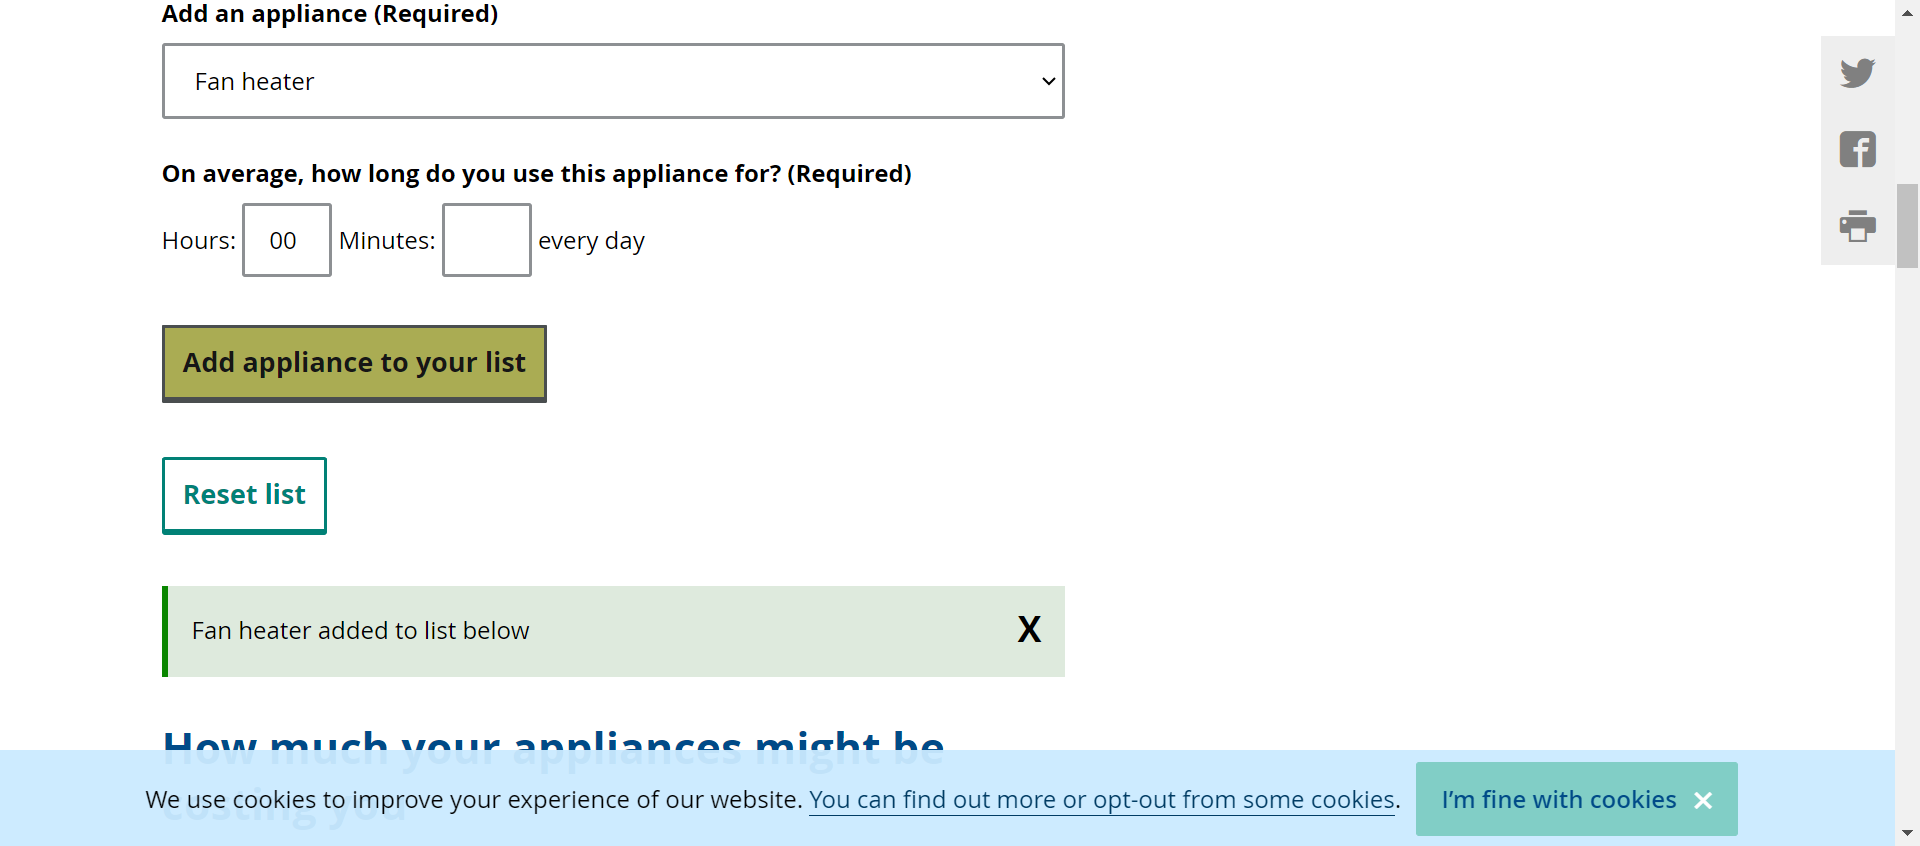 Add an appliance (Required)
Fan heater
On average, how long do you use this appliance for? (Required)
Hours: 00 Minutes: every day
Add appliance to your list
Reset list
Fan heater added to list below X
How much your appliances might be
costing you
We use cookies to improve your experience of our website. You can find out more or opt-out from some cookies. I’m fine with cookies ×